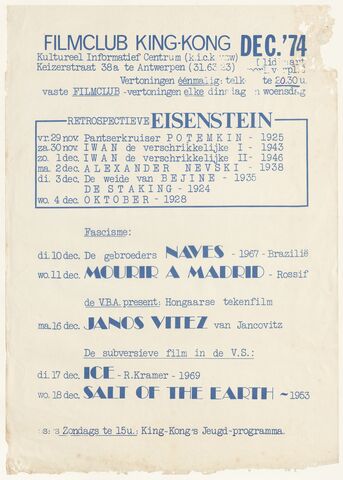 FILMCLUB KING-KONG DEC.'74
Kultureel Informatief Centrum (k.i.c.k. vzw)
Keizerstraat 38a te Antwerpen (31.63.23)
Vertoningen éénmalig: telkens te 20.30 u.
vaste FILMCLUB-vertoningen elke dinsdag en woensdag
RETROSPECTIEVE EISENSTEIN
vr. 29 nov. Pantserkruiser POTEMKIN - 1925
za. 30 nov. IWAN de verschrikkelijke I - 1943
zo. 1 dec. IWAN de verschrikkelijke II - 1946
ma. 2 dec. ALEXANDER NEVSKI - 1938
di. 3 dec. De weide van BEJINE - 1935
DE STAKING - 1924
wo. 4 dec. OKTOBER - 1928
Fascisme:
di. 10 dec. De gebroeders NAVES - 1967 - Brazilië
wo. 11 dec. MOURIR A MADRID - Rossif
de V.B.A. present: Hongaarse tekenfilm
ma. 16 dec. JANOS VITEZ van Jancovitz
De subversieve film in de V.S.:
di. 17 dec. ICE - R.Kramer - 1969
wo. 18 dec. SALT OF THE EARTH ~ 1953
Zondags te 15u.: King-Kong's Jeugd-programma.